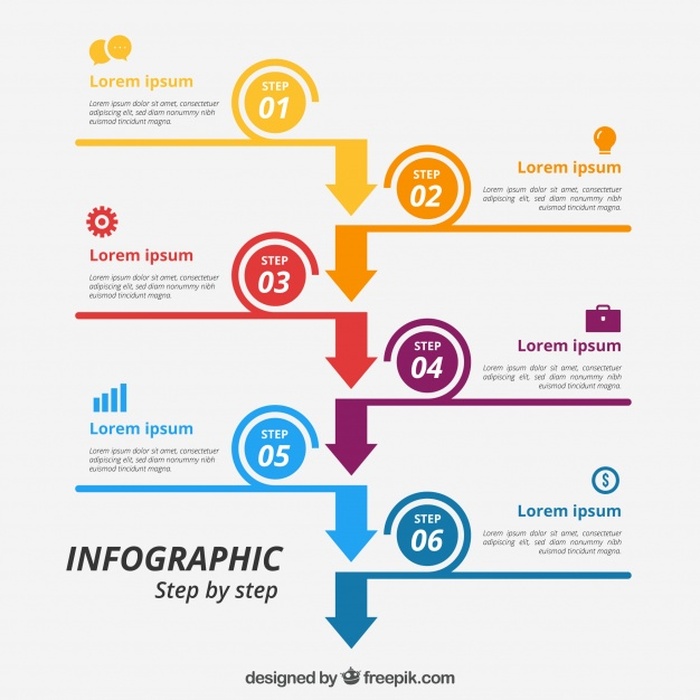 Lorem ipsum
Lorem ipsum dolor sit amet, consectetuer
adipiscing elit, sed diam nonummy nibh
euismod tincidunt magna.
STEP
01
STEP
02
Lorem ipsum
Lorem ipsum dolor sit amet, consectetuer
adipiscing elit, sed diam nonummy nibh
euismod tincidunt magna.
Lorem ipsum
Lorem ipsum dolor sit amet, consectetuer
adipiscing elit, sed diam nonummy nibh
euismod tincidunt magna.
STEP
03
STEP
04
Lorem ipsum
Lorem ipsum dolor sit amet, consectetuer
adipiscing elit, sed diam nonummy nibh
euismod tincidunt magna.
Lorem ipsum
Lorem ipsum dolor sit amet, consectetuer
adipiscing elit, sed diam nonummy nibh
euismod tincidunt magna.
STEP
05
$
STEP
06
Lorem ipsum
Lorem ipsum dolor sit amet, consectetuer
adipiscing elit, sed diam nonummy nibh
euismod tincidunt magna.
INFOGRAPHIC
Step by step
designed by freepik.com